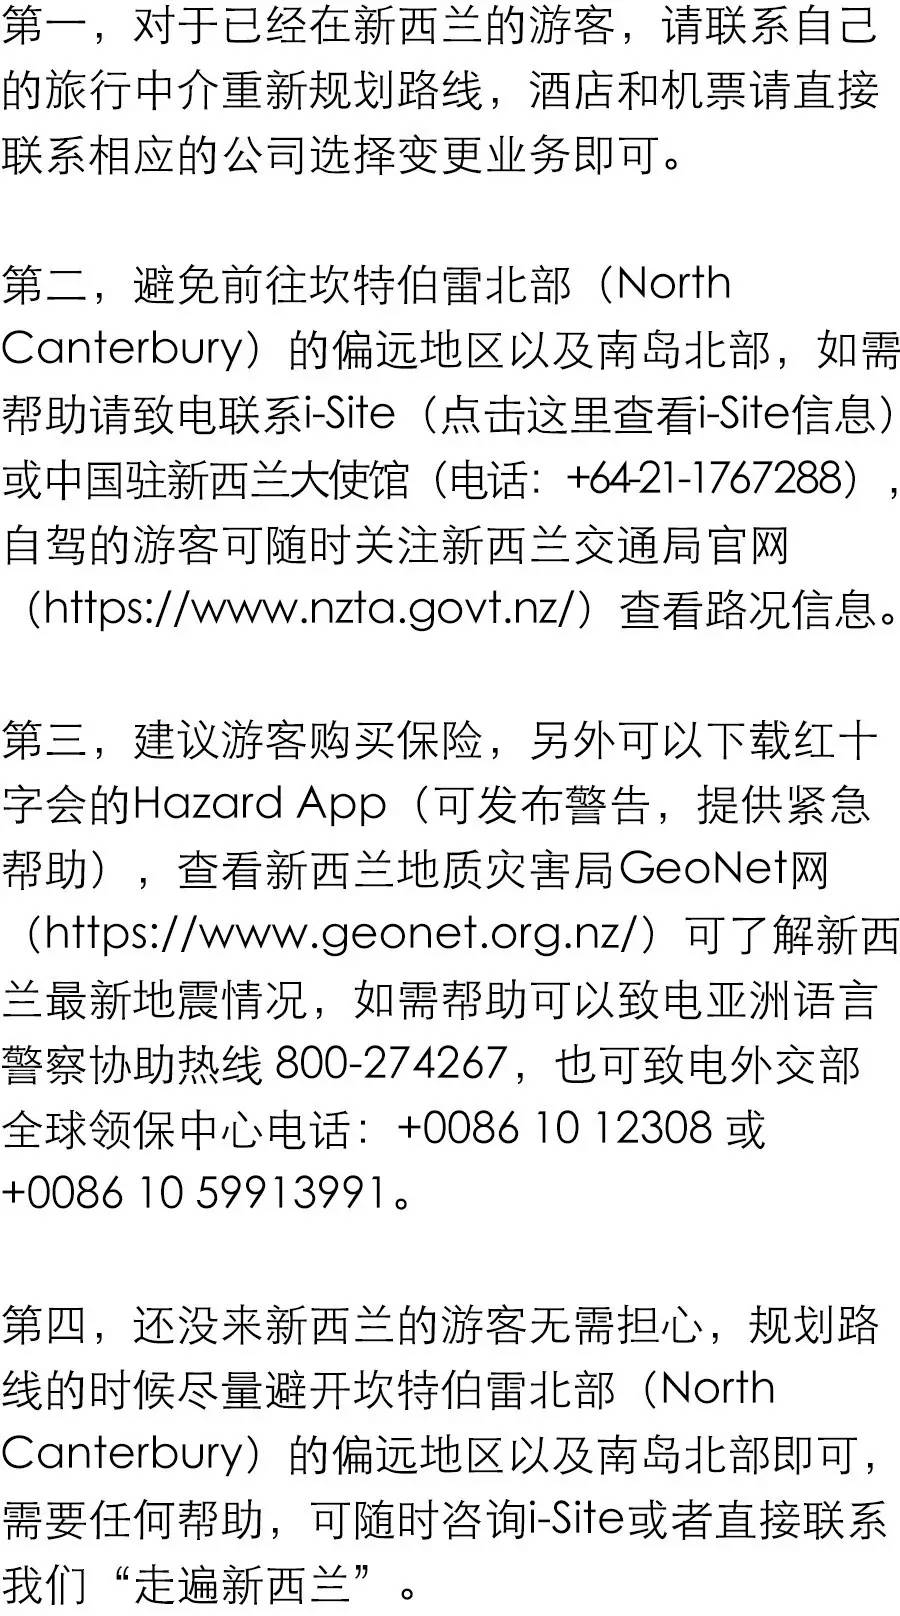 第一，对于已经在新西兰的游客，请联系自己
的旅行中介重新规划路线，酒店和机票请直接
联系相应的公司选择变更业务即可。
第二，避免前往坎特伯雷北部（North
Canterbury）的偏远地区以及南岛北部，如需
帮助请致电联系i-Site（点击这里查看i-Site信息）
或中国驻新西兰大使馆（电话：+64-21-1767288），
自驾的游客可随时关注新西兰交通局官网
（https://www.nzta.govt.nz/）查看路况信息。
第三，建议游客购买保险，另外可以下载红十
字会的Hazard App（可发布警告，提供紧急
帮助），查看新西兰地质灾害局GeoNet网
（https://www.geonet.org.nz/）可了解新西
兰最新地震情况，如需帮助可以致电亚洲语言
警察协助热线 800-274267，也可致电外交部
全球领保中心电话：+0086 10 12308 或
+0086 10 59913991。
第四，还没来新西兰的游客无需担心，规划路
线的时候尽量避开坎特伯雷北部（North
Canterbury）的偏远地区以及南岛北部即可，
需要任何帮助，可随时咨询i-Site或者直接联系
我们“走遍新西兰”。